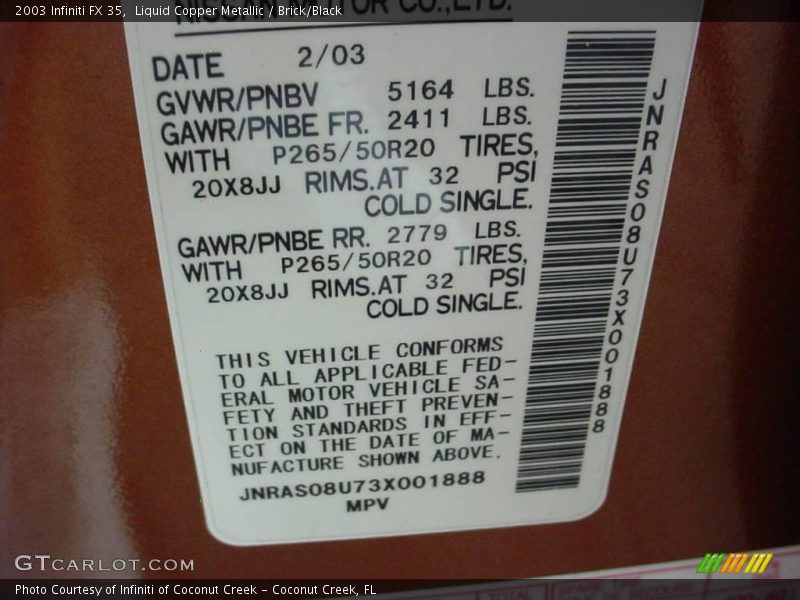 2003 Infiniti FX 35,  Liquid Copper Metallic / Brick/Black
NISSAN MOTOR CO.,LTD.
DATE 2/03
GVWR/PNBV 5164 LBS.
GAWR/PNBE FR. 2411 LBS.
WITH P265/50R20 TIRES,
20X8JJ RIMS.AT 32 PSI
COLD SINGLE.
GAWR/PNBE RR. 2779 LBS.
WITH P265/50R20 TIRES,
20X8JJ RIMS.AT 32 PSI
COLD SINGLE.
THIS VEHICLE CONFORMS
TO ALL APPLICABLE FED-
ERAL MOTOR VEHICLE SA-
FETY AND THEFT PREVEN-
TION STANDARDS IN EFF-
ECT ON THE DATE OF MA-
NUFACTURE SHOWN ABOVE.
JNRAS08U73X001888
MPV
JNRAS08U73X001888
GTCARLOT.COM
Photo Courtesy of Infiniti of Coconut Creek - Coconut Creek, FL